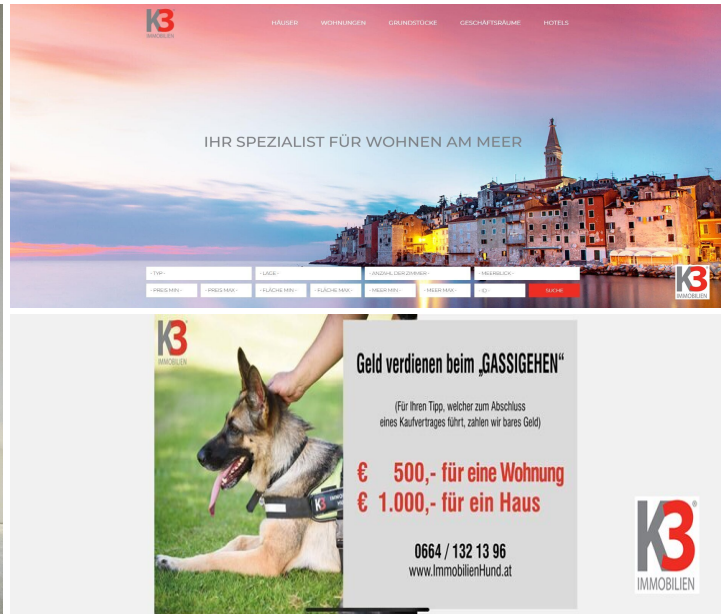 K3
IMMOBILIEN
HÄUSER WOHNUNGEN GRUNDSTÜCKE GESCHÄFTSRÄUME HOTELS
IHR SPEZIALIST FÜR WOHNEN AM MEER
- TYP - - LAGE - - ANZAHL DER ZIMMER - - MEERBLICK -
- PREIS MIN - - PREIS MAX - - FLÄCHE MIN - - FLÄCHE MAX - - MEER MIN - - MEER MAX - - ID - SUCHE
K3
IMMOBILIEN
K3
IMMOBILIEN
Geld verdienen beim „GASSIGEHEN“
(Für Ihren Tipp, welcher zum Abschluss
eines Kaufvertrages führt, zahlen wir bares Geld)
€ 500,- für eine Wohnung
€ 1.000,- für ein Haus
K3
0664 / 132 13 96
www.ImmobilienHund.at
K3®
IMMOBILIEN